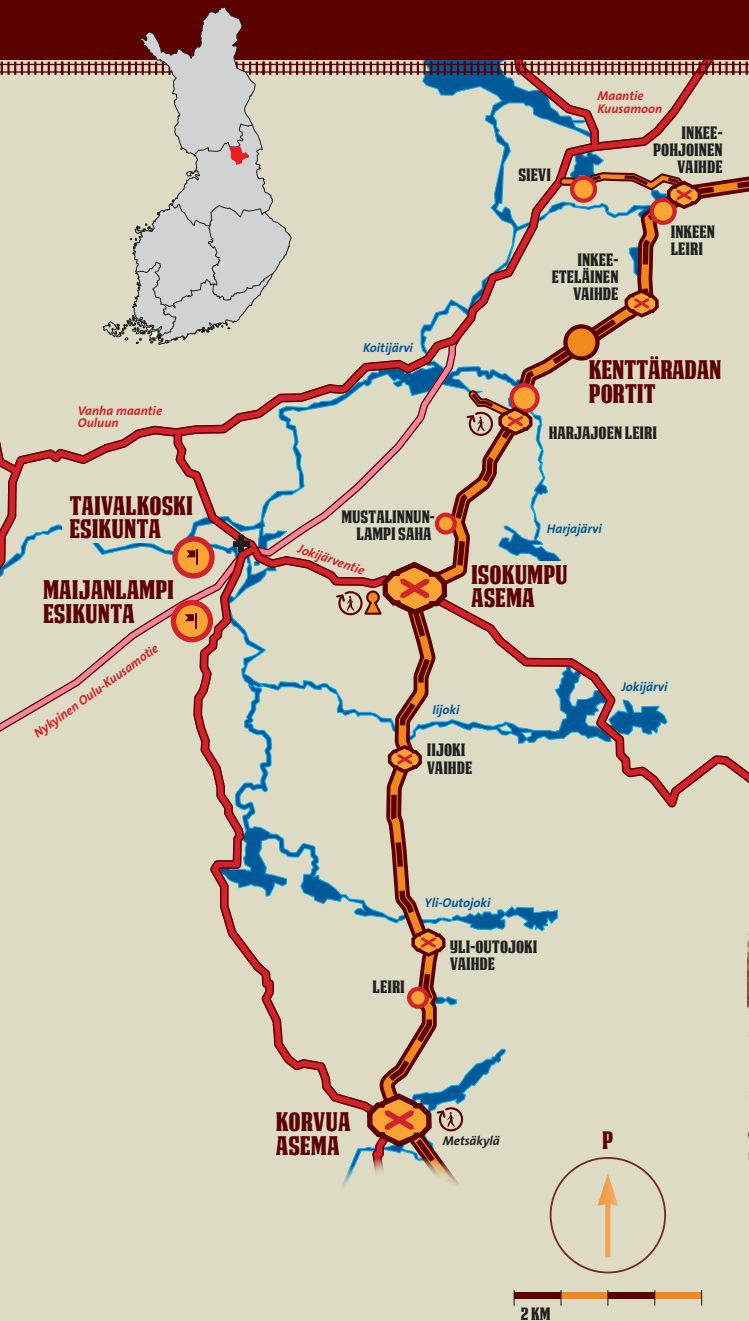 Maantie
Kuusamoon
INKEE-
POHJOINEN
VAIHDE
SIEVI
INKEEN
LEIRI
INKEE-
ETELÄINEN
VAIHDE
Koitijärvi
KENTTÄRADAN
PORTIT
Vanha maantie
Ouluun
HARJAJOEN LEIRI
TAIVALKOSKI
ESIKUNTA
MUSTALINNUN-
LAMPI SAHA
Harjajärvi
Jokijärventie
ISOKUMPU
ASEMA
MAIJANLAMPI
ESIKUNTA
Nykyinen Oulu-Kuusamotie
Jokijärvi
Iijoki
IIJOKI
VAIHDE
Yli-Outojoki
YLI-OUTOJOKI
VAIHDE
LEIRI
KORVUA
ASEMA
Metsäkylä
P
2 KM